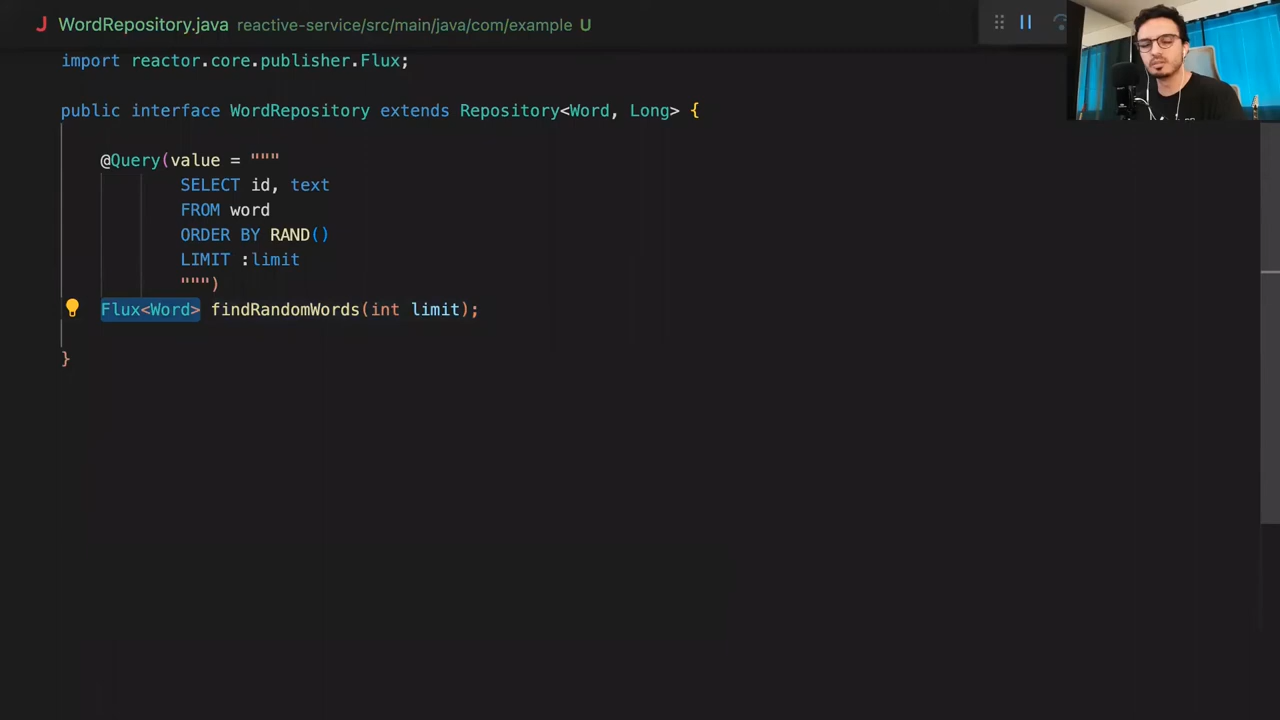 J WordRepository.java reactive-service/src/main/java/com/example U
import reactor.core.publisher.Flux;
public interface WordRepository extends Repository<Word, Long> {
@Query(value = """
SELECT id, text
FROM word
ORDER BY RAND()
LIMIT :limit
""")
Flux<Word> findRandomWords(int limit);
}